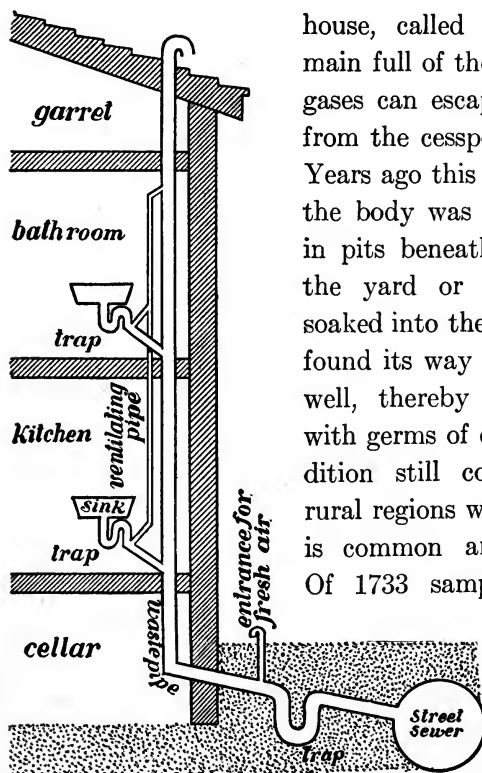 house, called
main full of the
gases can escap
from the cessp
Years ago this
the body was
in pits beneath
the yard or
soaked into the
found its way
well, thereby
with germs of
dition still co
rural regions w
is common an
Of 1733 samp
garret
bathroom
trap
kitchen
ventilating
pipe
sink
trap
cellar
waste pipe
entrance for
fresh air
trap
Street
Sewer